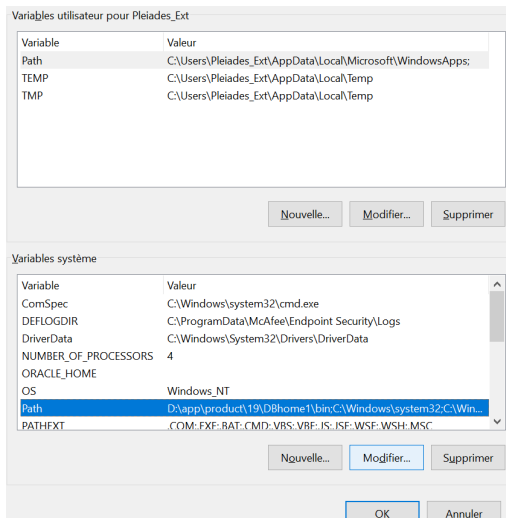 Variables utilisateur pour Pleiades_Ext
Variable Valeur
Path C:\Users\Pleiades_Ext\AppData\Local\Microsoft\WindowsApps;
TEMP C:\Users\Pleiades_Ext\AppData\Local\Temp
TMP C:\Users\Pleiades_Ext\AppData\Local\Temp
Nouvelle... Modifier... Supprimer
Variables système
Variable Valeur
ComSpec C:\Windows\system32\cmd.exe
DEFLOGDIR C:\ProgramData\McAfee\Endpoint Security\Logs
DriverData C:\Windows\System32\Drivers\DriverData
NUMBER_OF_PROCESSORS 4
ORACLE_HOME
OS Windows_NT
Path D:\app\product\19\DBhome1\bin;C:\Windows\system32;C:\Win...
PATHEXT .COM;.EXE;.BAT;.CMD;.VBS;.VBE;.JS;.JSE;.WSF;.WSH;.MSC
Nouvelle... Modifier... Supprimer
OK Annuler